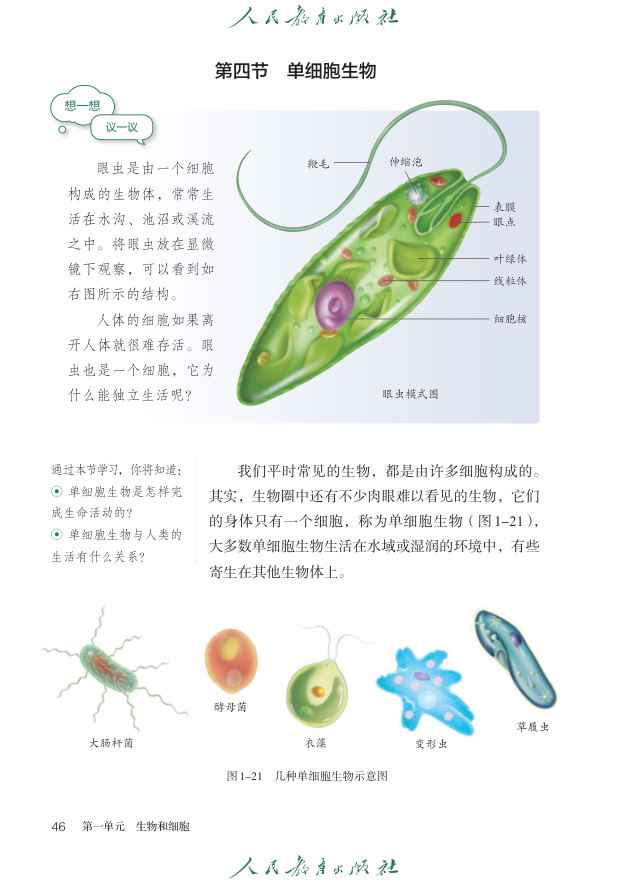 人民教育出版社
第四节 单细胞生物
想一想
议一议
眼虫是由一个细胞
构成的生物体，常常生
活在水沟、池沼或溪流
之中。将眼虫放在显微
镜下观察，可以看到如
右图所示的结构。
人体的细胞如果离
开人体就很难存活。眼
虫也是一个细胞，它为
什么能独立生活呢？
鞭毛
伸缩泡
表膜
眼点
叶绿体
线粒体
细胞核
眼虫模式图
通过本节学习，你将知道：
单细胞生物是怎样完
成生命活动的？
单细胞生物与人类的
生活有什么关系？
我们平时常见的生物，都是由许多细胞构成的。
其实，生物圈中还有不少肉眼难以看见的生物，它们
的身体只有一个细胞，称为单细胞生物（图1-21），
大多数单细胞生物生活在水域或湿润的环境中，有些
寄生在其他生物体上。
大肠杆菌
酵母菌
衣藻
变形虫
草履虫
图1-21 几种单细胞生物示意图
46 第一单元 生物和细胞
人民教育出版社